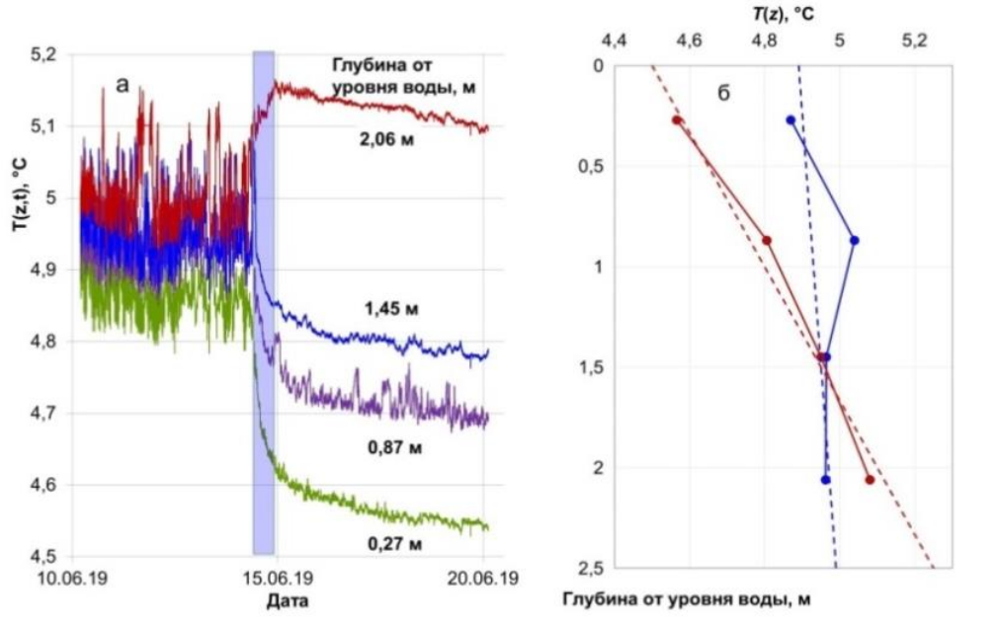 5,2
5,1
5
4,9
4,8
4,7
4,6
4,5
T(z,t), °C
а
Глубина от
уровня воды, м
2,06 м
1,45 м
0,87 м
0,27 м
10.06.19
15.06.19
20.06.19
Дата
T(z), °C
4,4
4,6
4,8
5
5,2
0
0,5
1
1,5
2
2,5
б
Глубина от уровня воды, м